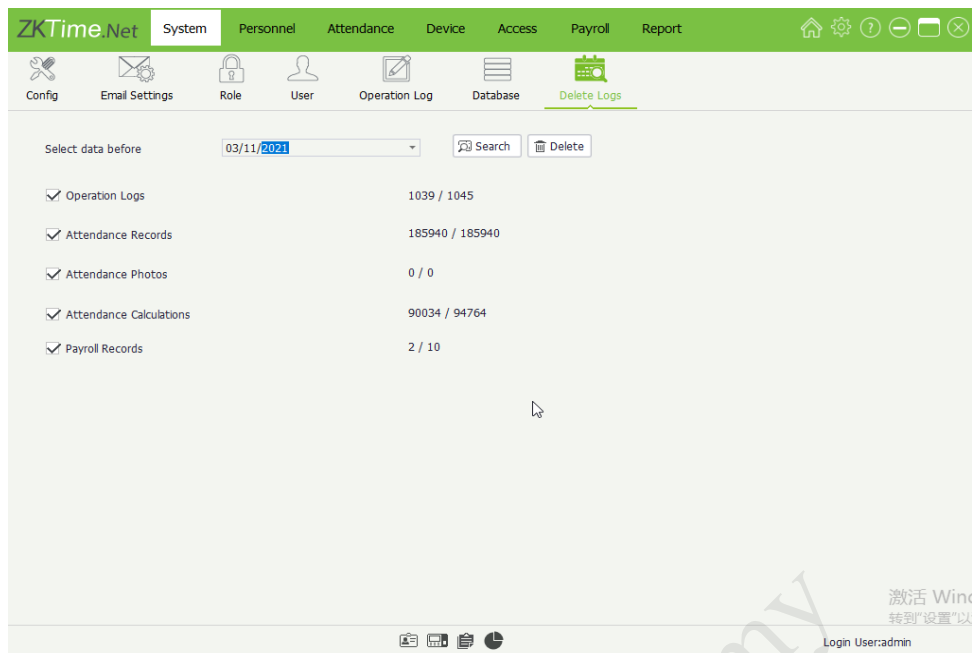 ZKTime.Net System Personnel Attendance Device Access Payroll Report
Config Email Settings Role User Operation Log Database Delete Logs
Select data before 03/11/2021 Search Delete
Operation Logs 1039 / 1045
Attendance Records 185940 / 185940
Attendance Photos 0 / 0
Attendance Calculations 90034 / 94764
Payroll Records 2 / 10
激活 Wind
转到"设置"以
my
Login User:admin